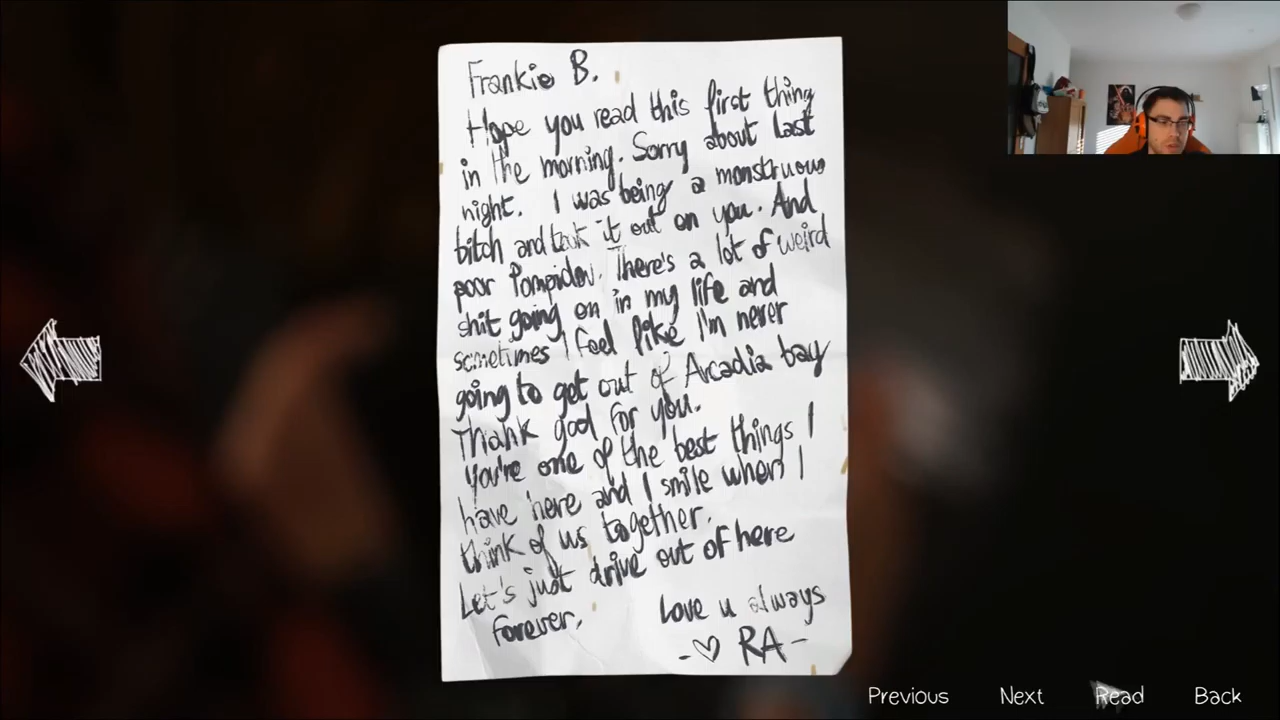 Frankie B.
Hope you read this first thing
in the morning. Sorry about last
night. I was being a monstruous
bitch and took it out on you. And
poor Pompidou. There's a lot of weird
shit going on in my life and
sometimes I feel like I'm never
going to get out of Arcadia bay
Thank god for you.
You're one of the best things I
have here and I smile when I
think of us together.
Let's just drive out of here
forever.
Love u always
-♡ RA-
Previous Next Read Back